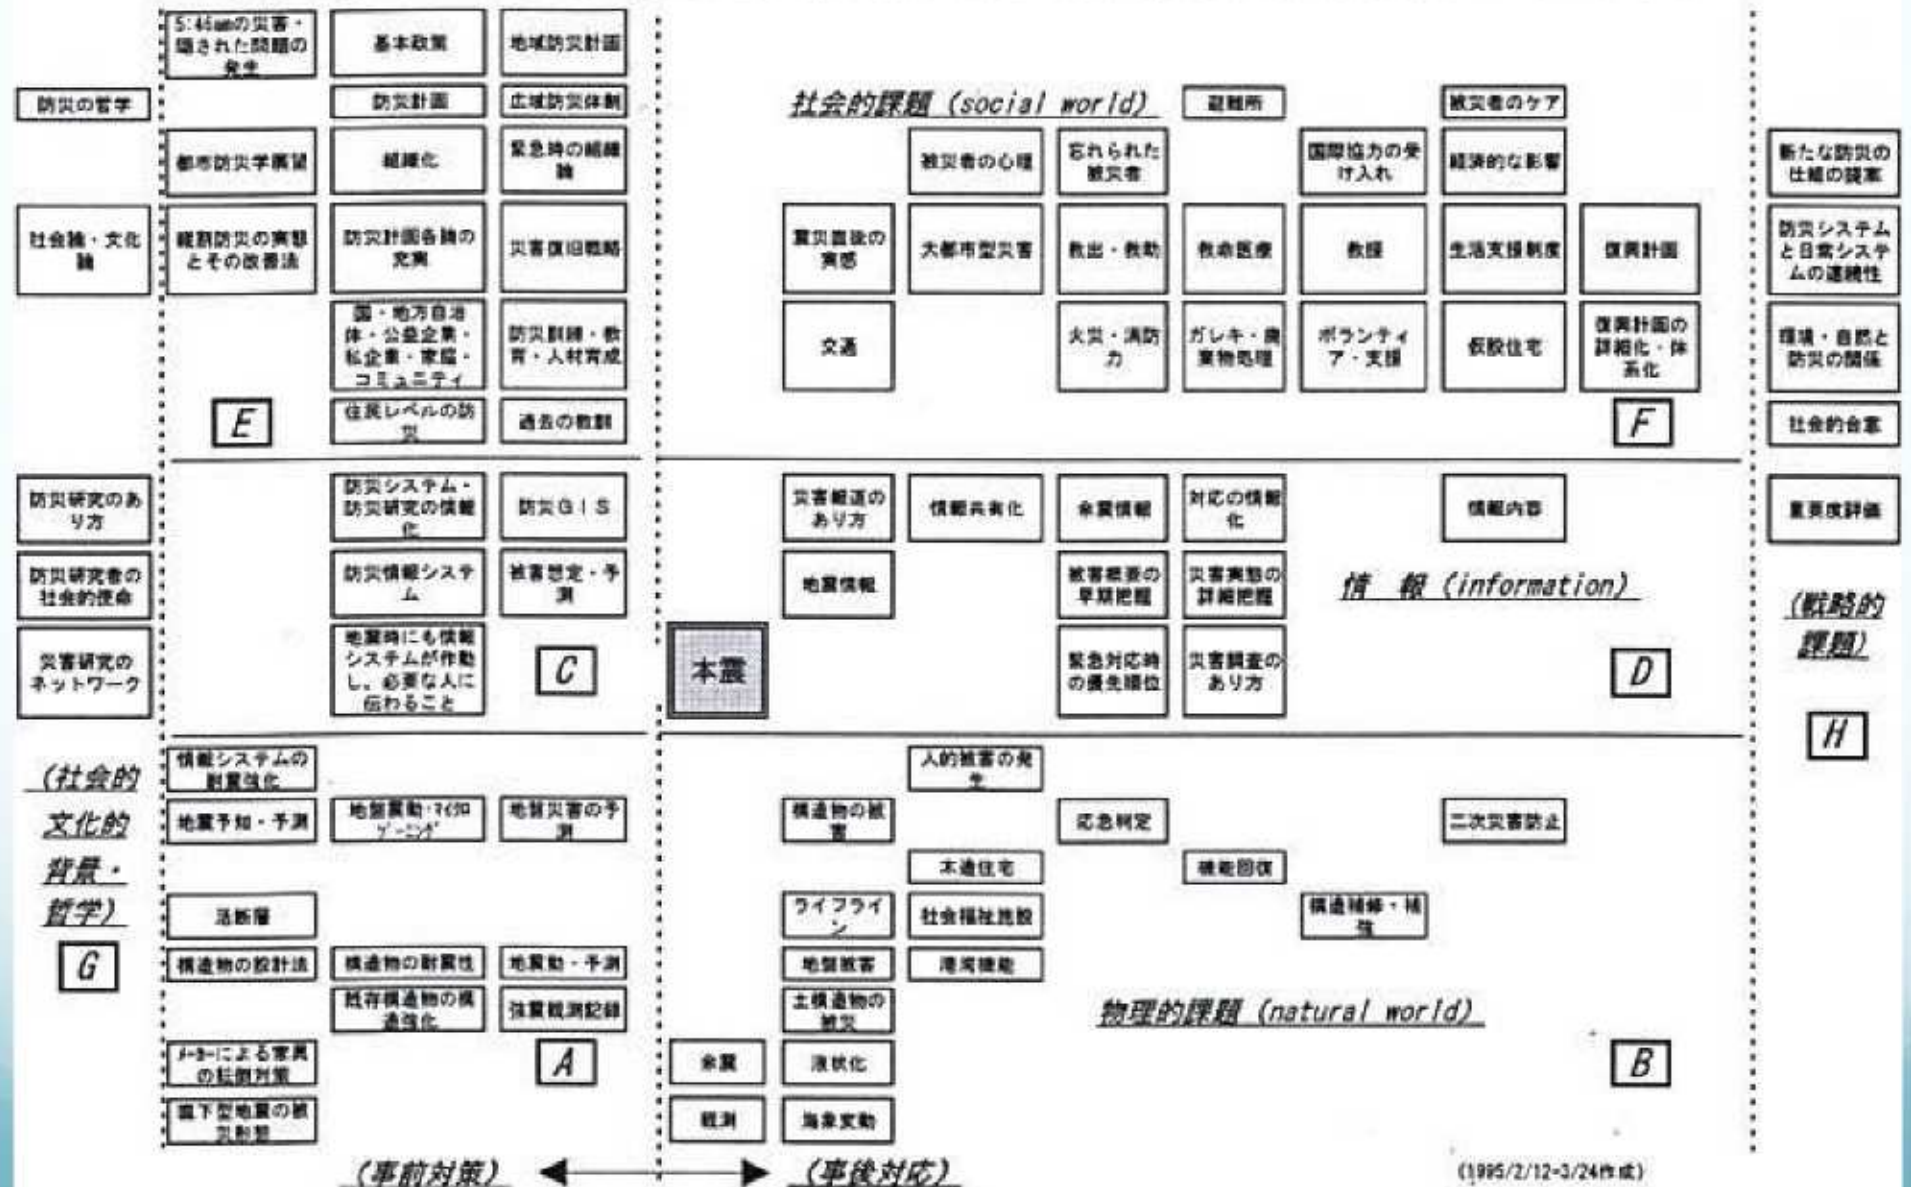 5:46amの災害・
隠された問題の
発生
基本政策
地域防災計画
防災の哲学
防災計画
広域防災体制
社会的課題 (social world)
避難所
被災者のケア
都市防災学展望
組織化
緊急時の組織
論
被災者の心理
忘れられた
被災者
国際協力の受
け入れ
経済的な影響
新たな防災の
仕組の提案
社会論・文化
論
縦割防災の実態
とその改善法
防災計画各論の
充実
災害復旧戦略
震災直後の
実感
大都市型災害
救出・救助
救命医療
救援
生活支援制度
復興計画
防災システム
と日常システ
ムの連続性
国・地方自治
体・公益企業・
私企業・家庭・
コミュニティ
防災訓練・教
育・人材育成
交通
火災・消防
力
ガレキ・廃
棄物処理
ボランティ
ア・支援
仮設住宅
復興計画の
詳細化・体
系化
環境・自然と
防災の関係
E
住民レベルの防
災
過去の教訓
F
社会的合意
防災研究のあ
り方
防災システム・
防災研究の情報
化
防災GIS
災害報道の
あり方
情報共有化
余震情報
対応の情報
化
情報内容
重要度評価
防災研究者の
社会的使命
防災情報システ
ム
被害想定・予
測
地震情報
被害概要の
早期把握
災害実態の
詳細把握
情 報 (information)
(戦略的
課題)
災害研究の
ネットワーク
地震時にも情報
システムが作動
し、必要な人に
伝わること
C
本震
緊急対応時
の優先順位
災害調査の
あり方
D
H
(社会的
文化的
背景・
哲学)
G
情報システムの
耐震強化
人的被害の発
生
地震予知・予測
地盤震動・マイクロ
ゾーニング
地盤災害の予
測
構造物の被
害
応急判定
二次災害防止
木造住宅
機能回復
活断層
ライフライ
ン
社会福祉施設
構造補修・補
強
構造物の設計法
構造物の耐震性
地震動・予測
地盤被害
港湾機能
既存構造物の構
造強化
強震観測記録
土構造物の
被災
物理的課題 (natural world)
メーカーによる家具
の転倒対策
A
余震
液状化
B
直下型地震の被
災形態
観測
海象変動
(事前対策)
(事後対応)
(1995/2/12-3/24作成)